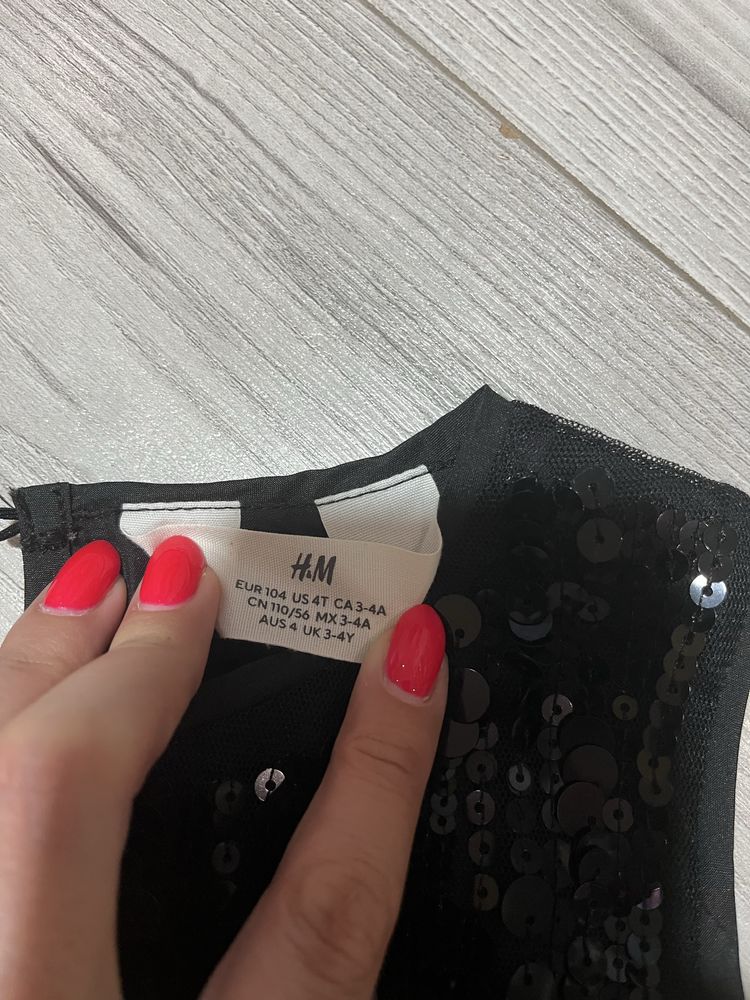 H&M
EUR 104 US 4T CA 3-4A
CN 110/56 MX 3-4A
AUS 4 UK 3-4Y